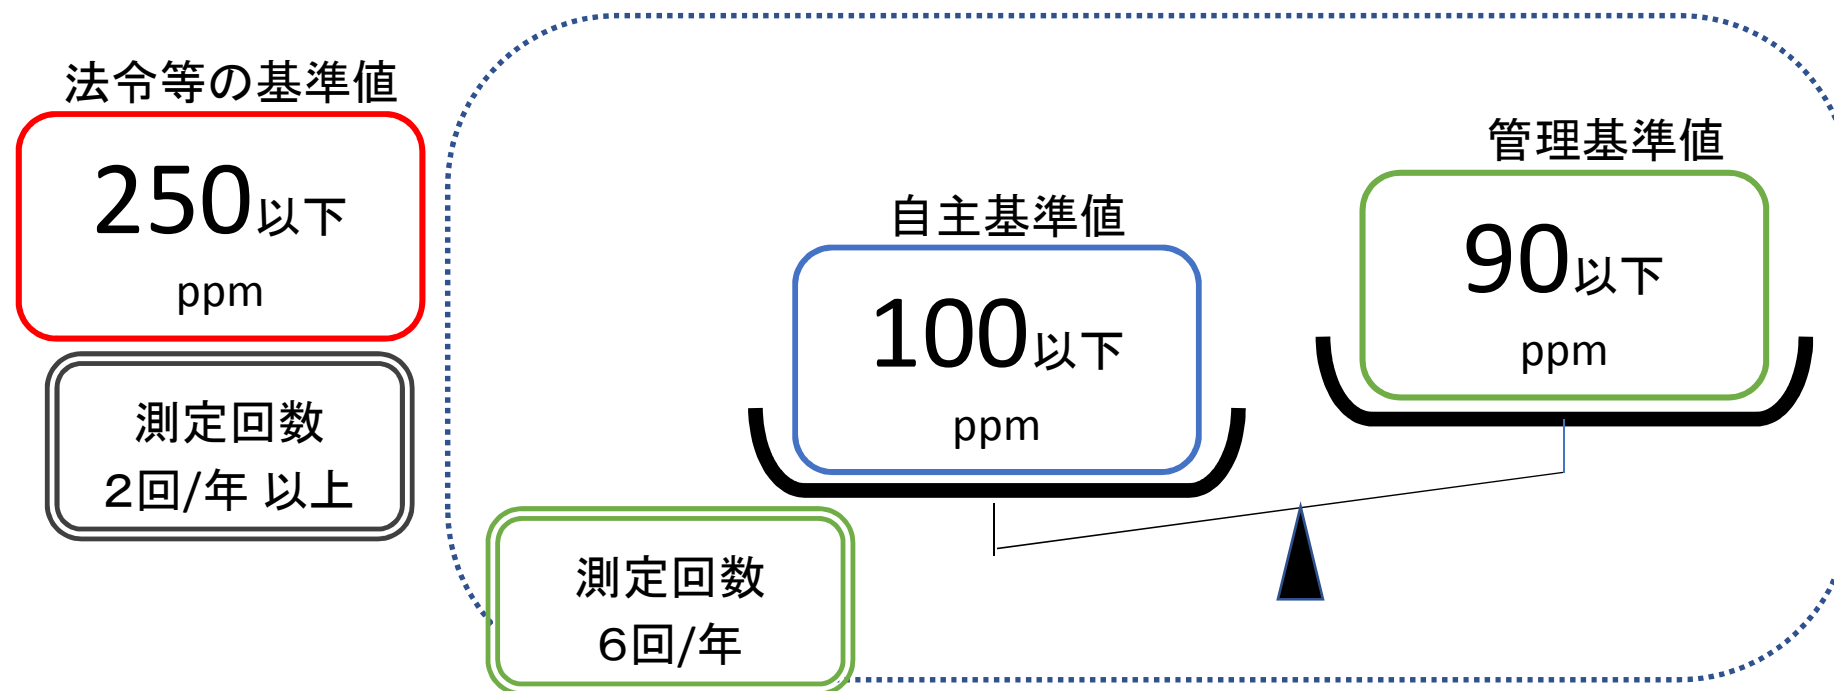 法令等の基準値
250以下
ppm
測定回数
2回/年 以上
自主基準値
100以下
ppm
管理基準値
90以下
ppm
測定回数
6回/年